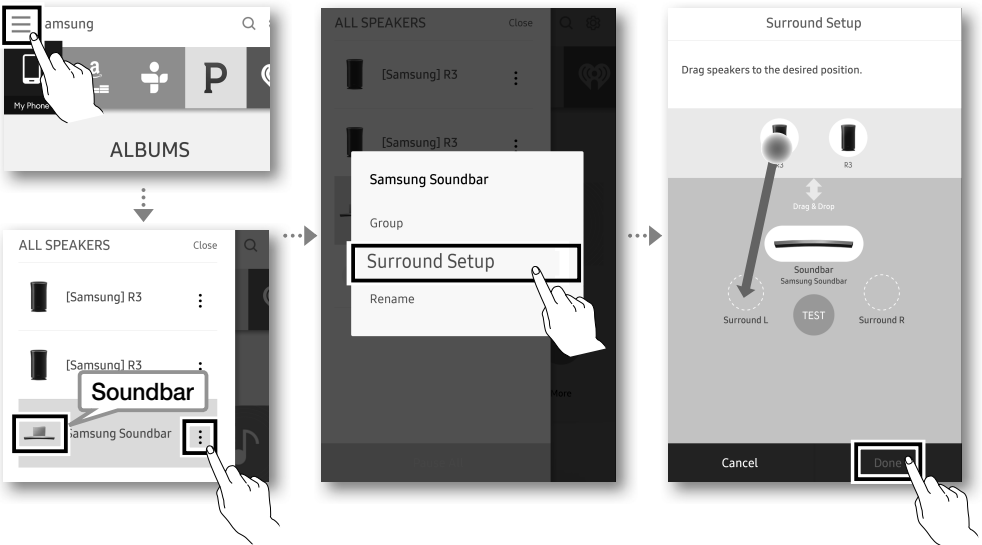 amsung
a
P
My Phone
ALBUMS
ALL SPEAKERS Close
[Samsung] R3
[Samsung] R3
Soundbar
Samsung Soundbar
ALL SPEAKERS Close
[Samsung] R3
[Samsung] R3
Samsung Soundbar
Group
Surround Setup
Rename
More
Surround Setup
Drag speakers to the desired position.
R3
R3
Drag & Drop
Soundbar
Samsung Soundbar
Surround L
TEST
Surround R
Cancel
Done